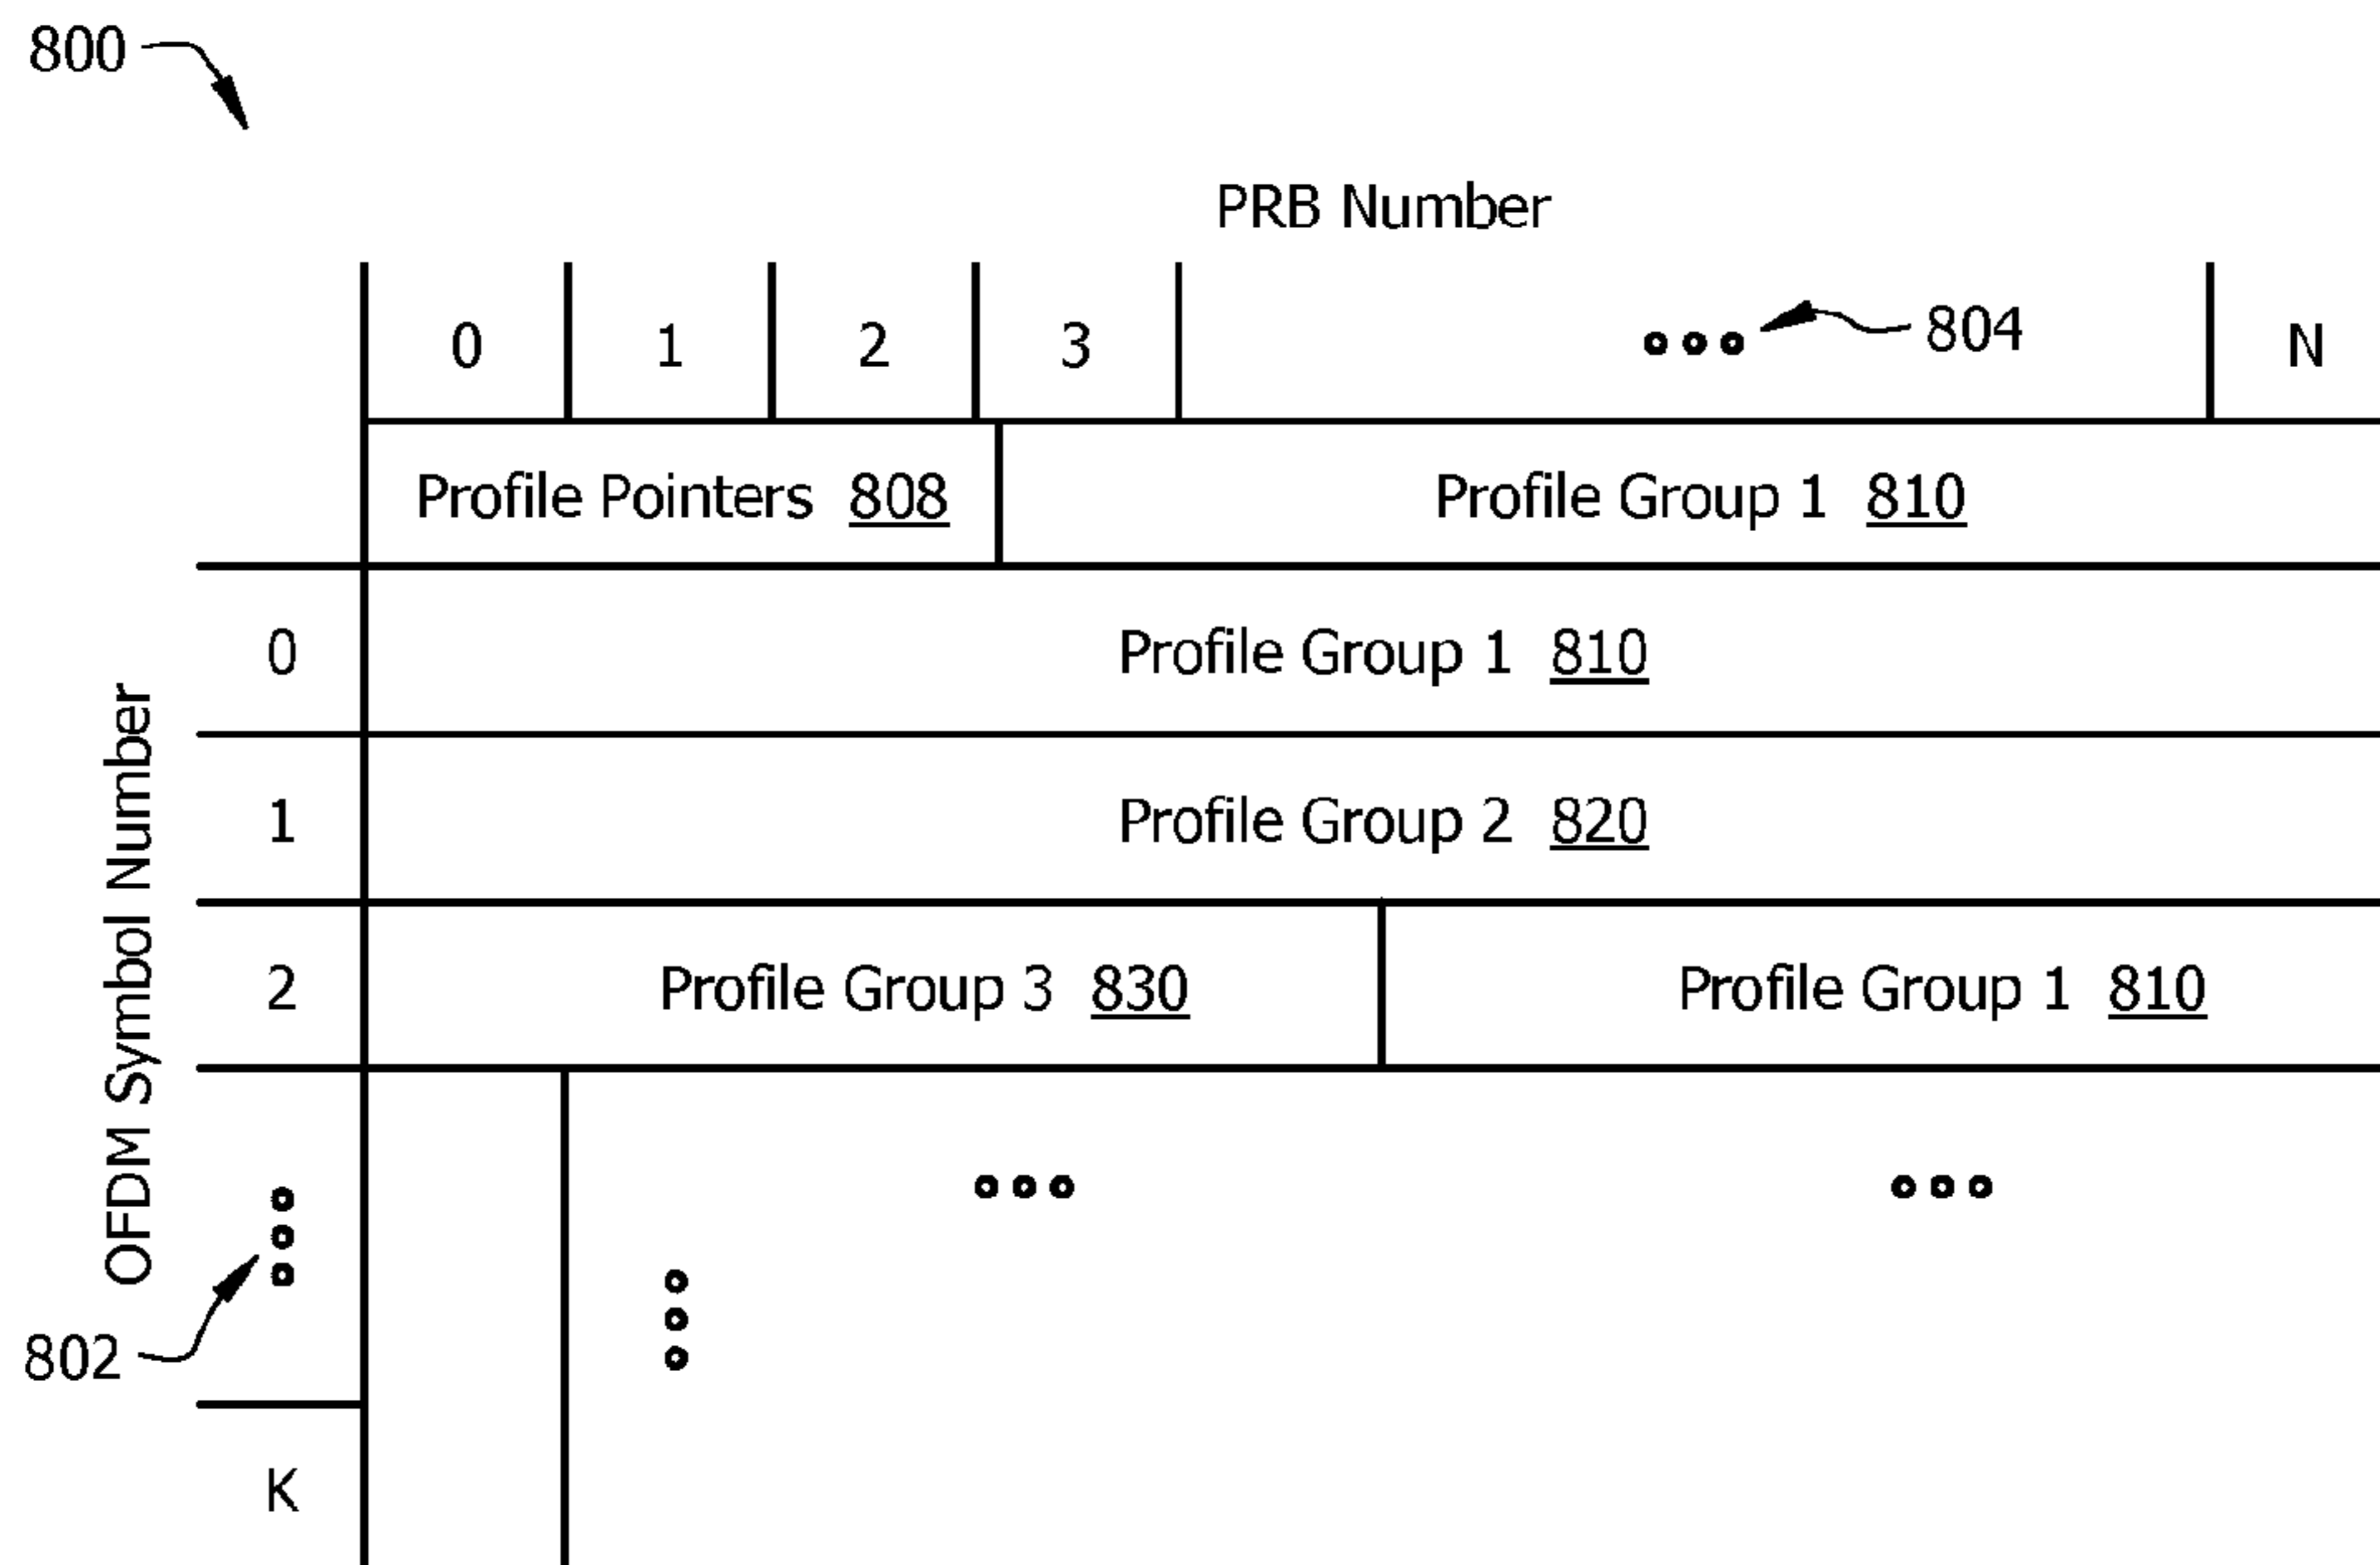 800
PRB Number
0 1 2 3 804 N
Profile Pointers 808 Profile Group 1 810
0 Profile Group 1 810
1 Profile Group 2 820
2 Profile Group 3 830 Profile Group 1 810
OFDM Symbol Number
802
K